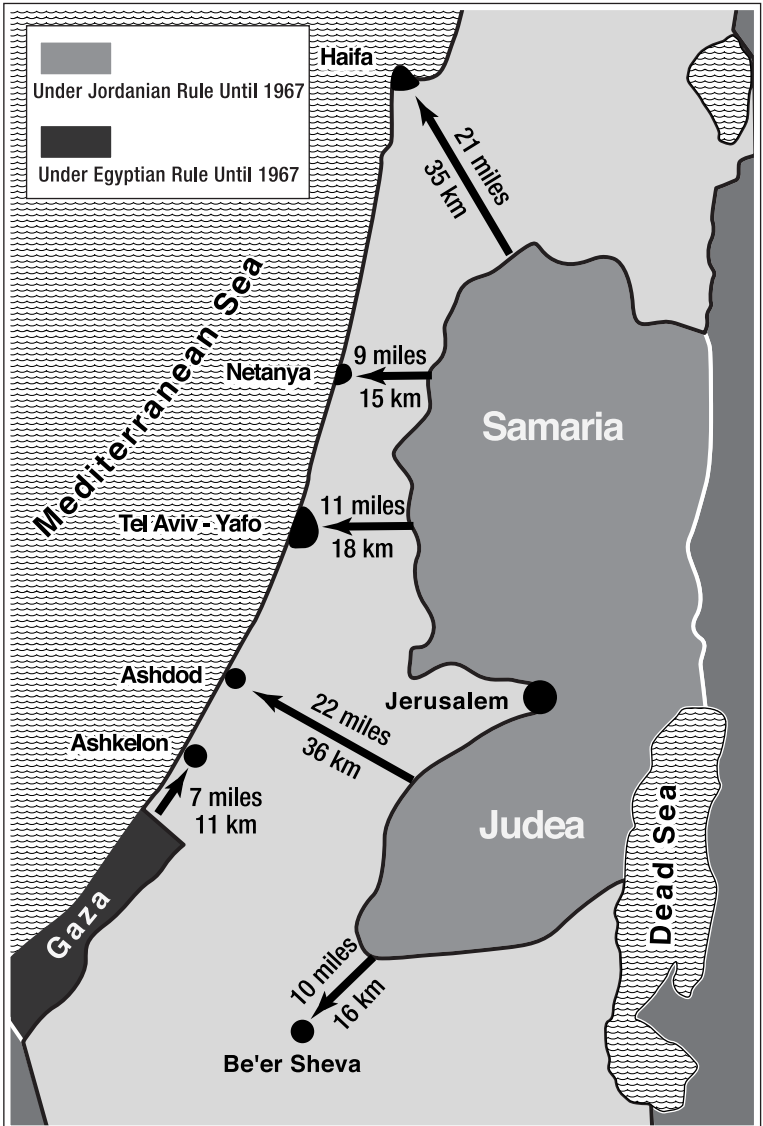 Under Jordanian Rule Until 1967
Under Egyptian Rule Until 1967
Haifa
21 miles
35 km
Mediterranean Sea
Netanya
9 miles
15 km
Samaria
Tel Aviv - Yafo
11 miles
18 km
Ashdod
22 miles
36 km
Jerusalem
Ashkelon
7 miles
11 km
Judea
Dead Sea
Gaza
10 miles
16 km
Be'er Sheva